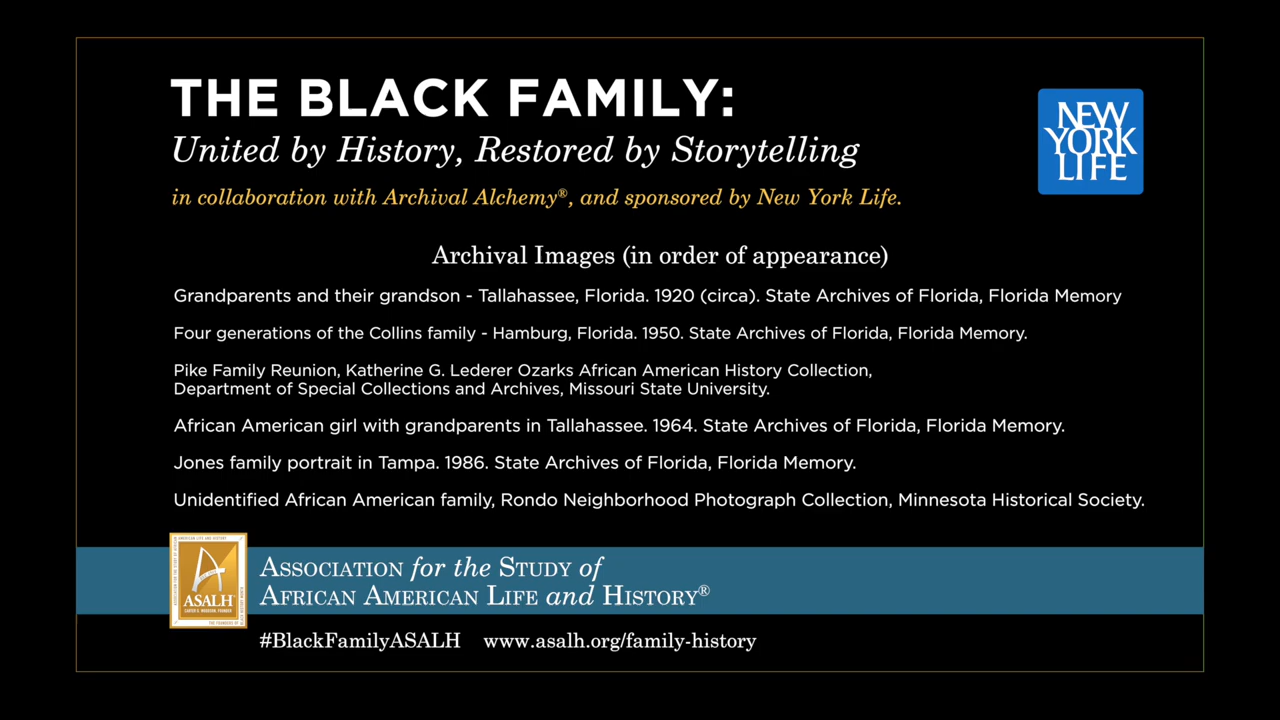 THE BLACK FAMILY:
United by History, Restored by Storytelling
in collaboration with Archival Alchemy®, and sponsored by New York Life.
NEW
YORK
LIFE
Archival Images (in order of appearance)
Grandparents and their grandson - Tallahassee, Florida. 1920 (circa). State Archives of Florida, Florida Memory
Four generations of the Collins family - Hamburg, Florida. 1950. State Archives of Florida, Florida Memory.
Pike Family Reunion, Katherine G. Lederer Ozarks African American History Collection,
Department of Special Collections and Archives, Missouri State University.
African American girl with grandparents in Tallahassee. 1964. State Archives of Florida, Florida Memory.
Jones family portrait in Tampa. 1986. State Archives of Florida, Florida Memory.
Unidentified African American family, Rondo Neighborhood Photograph Collection, Minnesota Historical Society.
ASALH
CARTER G. WOODSON, FOUNDER
ASSOCIATION for the STUDY of
AFRICAN AMERICAN LIFE and HISTORY®
#BlackFamilyASALH www.asalh.org/family-history